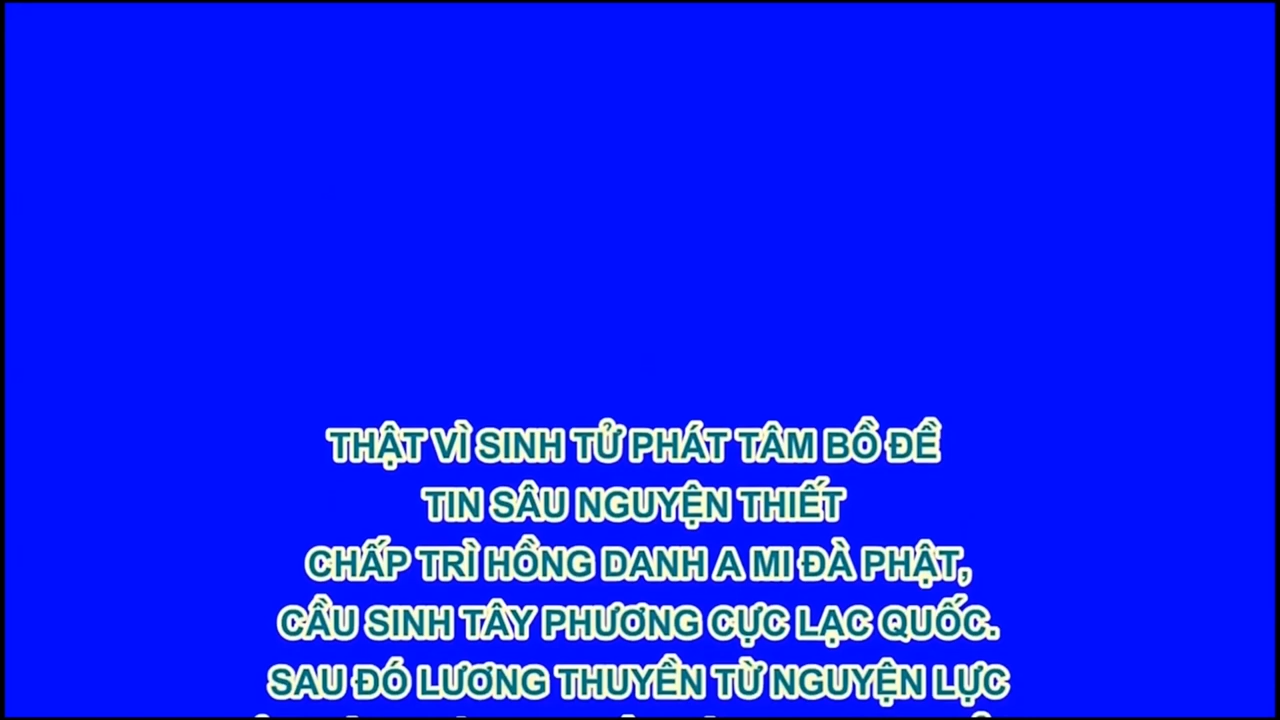 THẬT VÌ SINH TỬ PHÁT TÂM BỒ ĐỀ
TIN SÂU NGUYỆN THIẾT
CHẤP TRÌ HỒNG DANH A MI ĐÀ PHẬT,
CẦU SINH TÂY PHƯƠNG CỰC LẠC QUỐC.
SAU ĐÓ LƯƠNG THUYỀN TỪ NGUYỆN LỰC